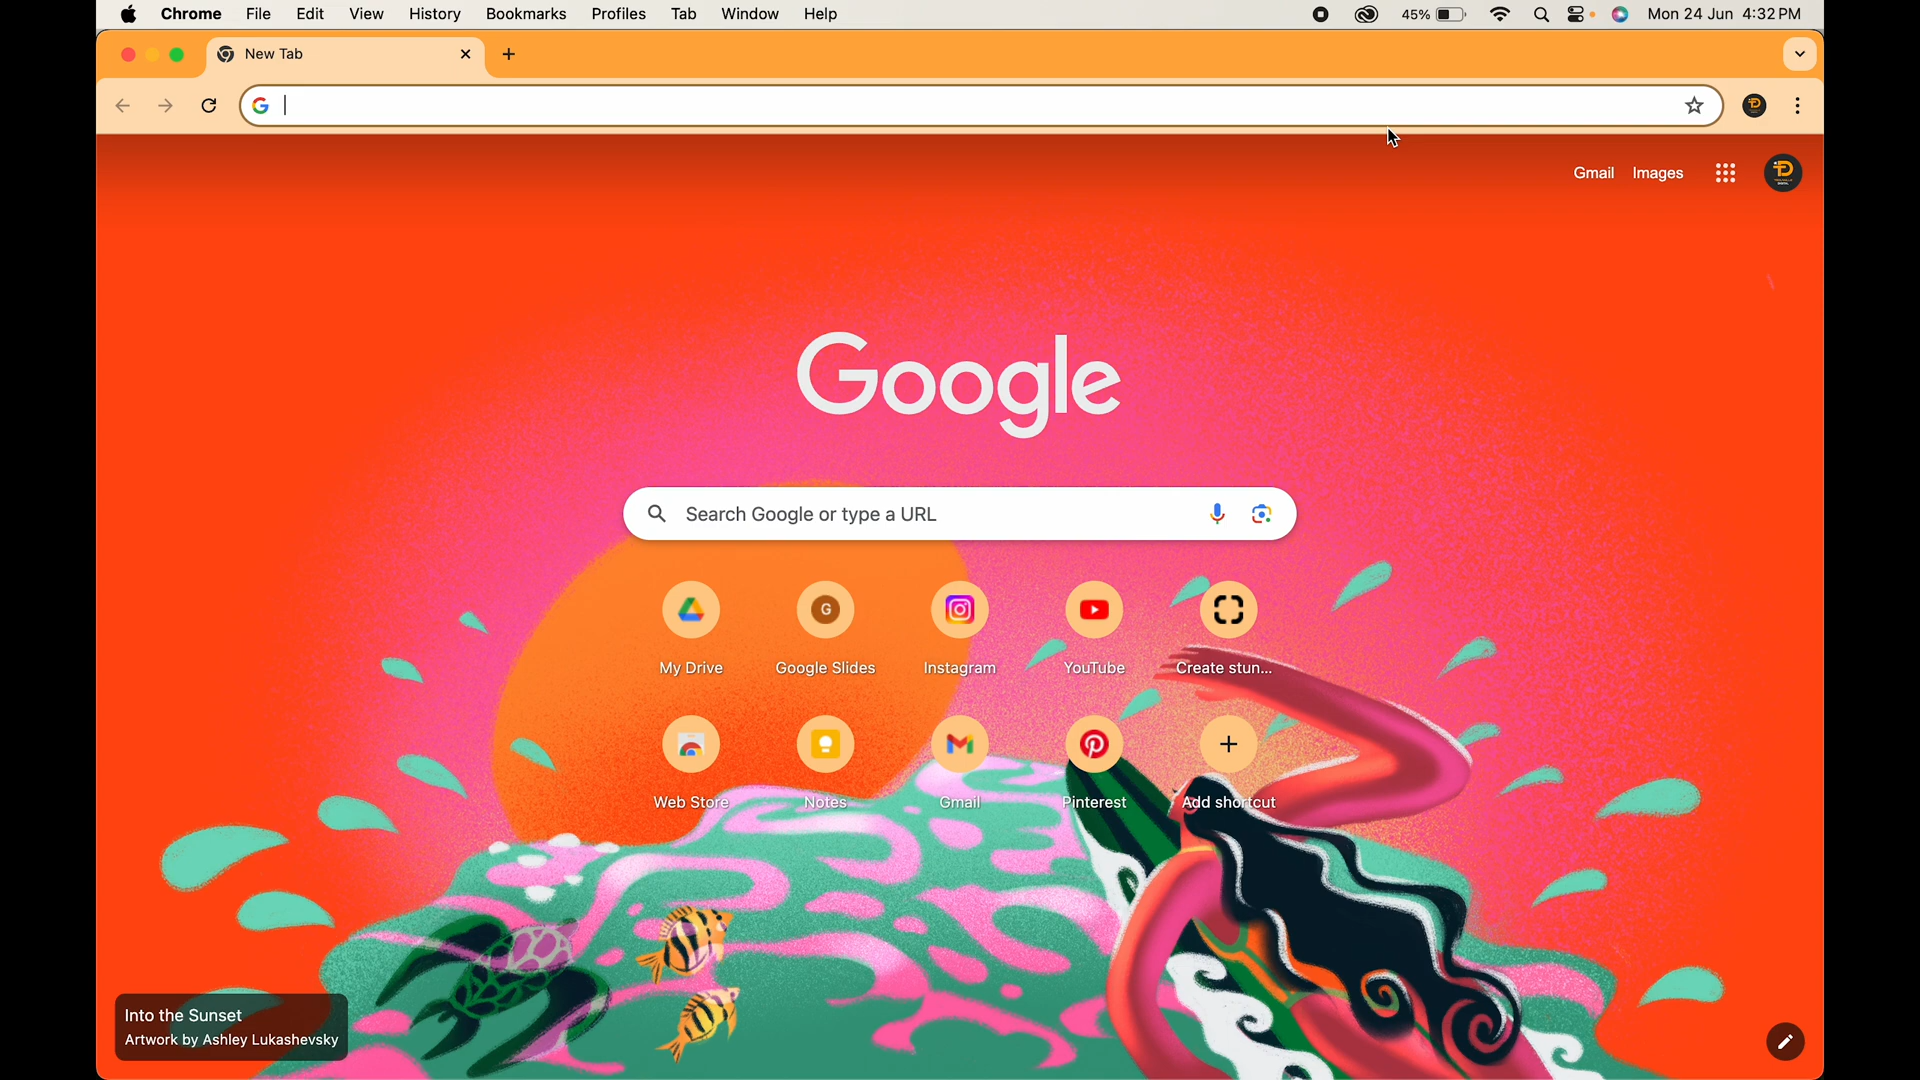 Chrome File Edit View History Bookmarks Profiles Tab Window Help 45% Mon 24 Jun 4:32 PM
New Tab
Gmail Images
Google
Search Google or type a URL
My Drive Google Slides Instagram YouTube Create stun...
Web Store Notes Gmail Pinterest Add shortcut
Into the Sunset
Artwork by Ashley Lukashevsky